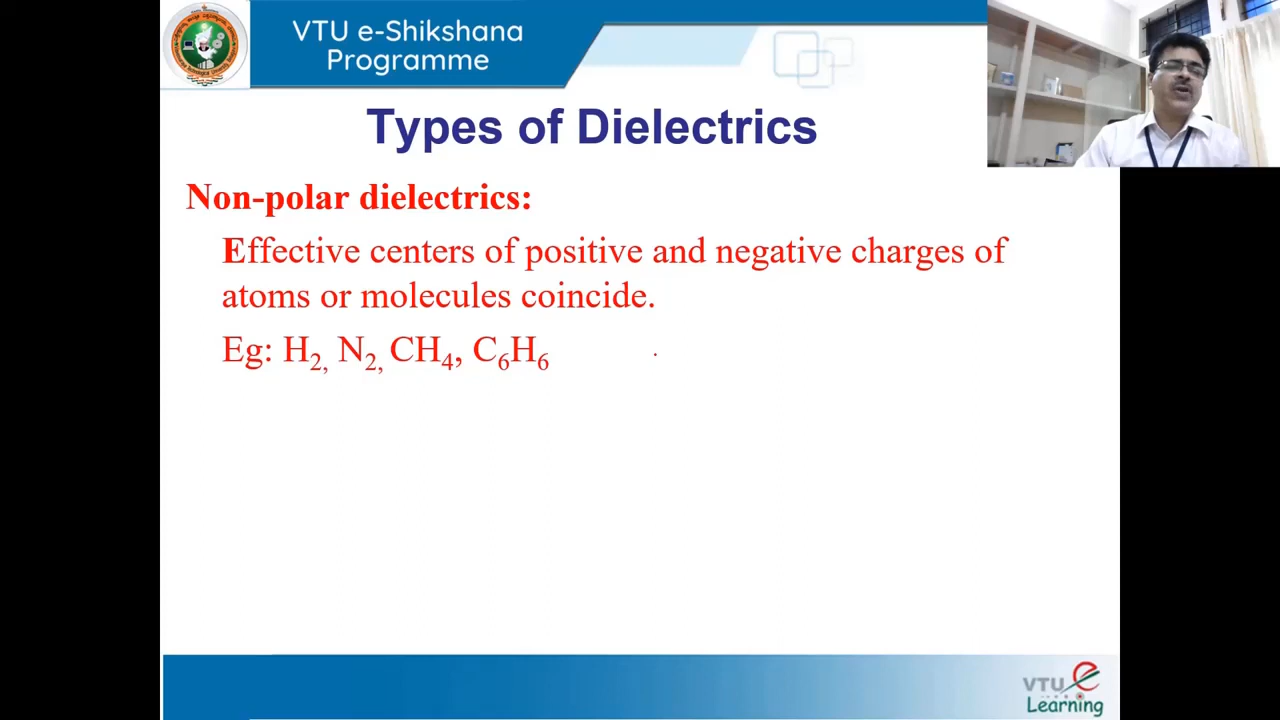 VTU e-Shikshana
Programme
Types of Dielectrics
Non-polar dielectrics:
Effective centers of positive and negative charges of
atoms or molecules coincide.
Eg: H₂, N₂, CH₄, C₆H₆
VTU e
Learning